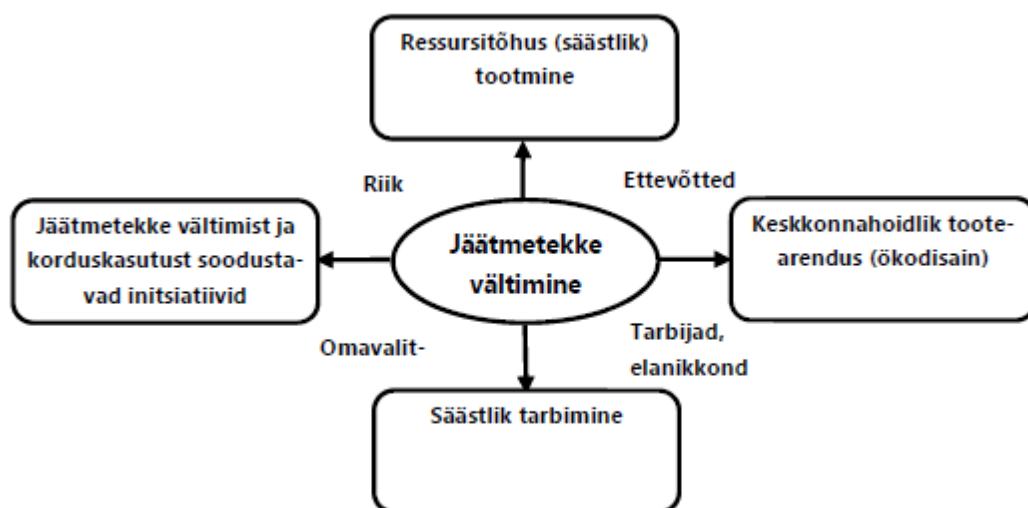 Ressursitõhus (säästlik)
tootmine
Riik
Ettevõtted
Jäätmetekke vältimist ja
korduskasutust soodusta-
vad initsiatiivid
Jäätmetekke
vältimine
Keskkonnahoidlik toote-
arendus (ökodisain)
Omavalit-
Tarbijad,
elanikkond
Säästlik tarbimine